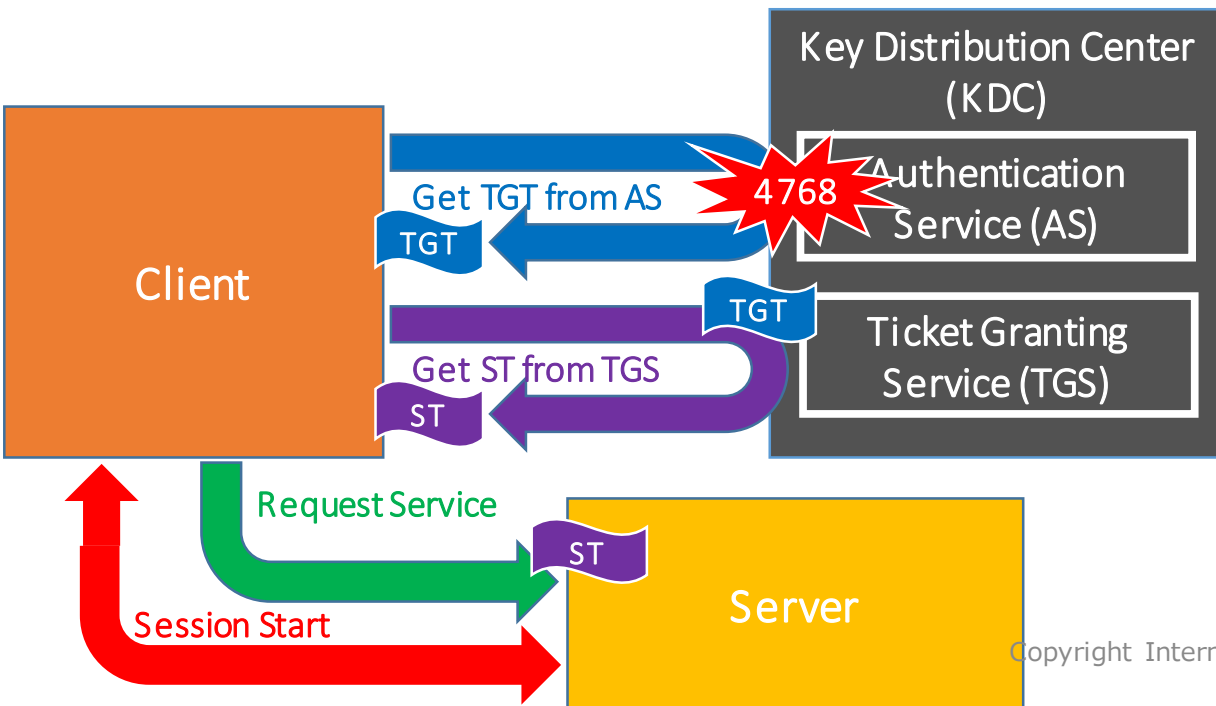 Key Distribution Center
(KDC)
Authentication
Service (AS)
4768
Get TGT from AS
TGT
Client
TGT
Ticket Granting
Service (TGS)
Get ST from TGS
ST
Request Service
ST
Server
Session Start
Copyright Intern